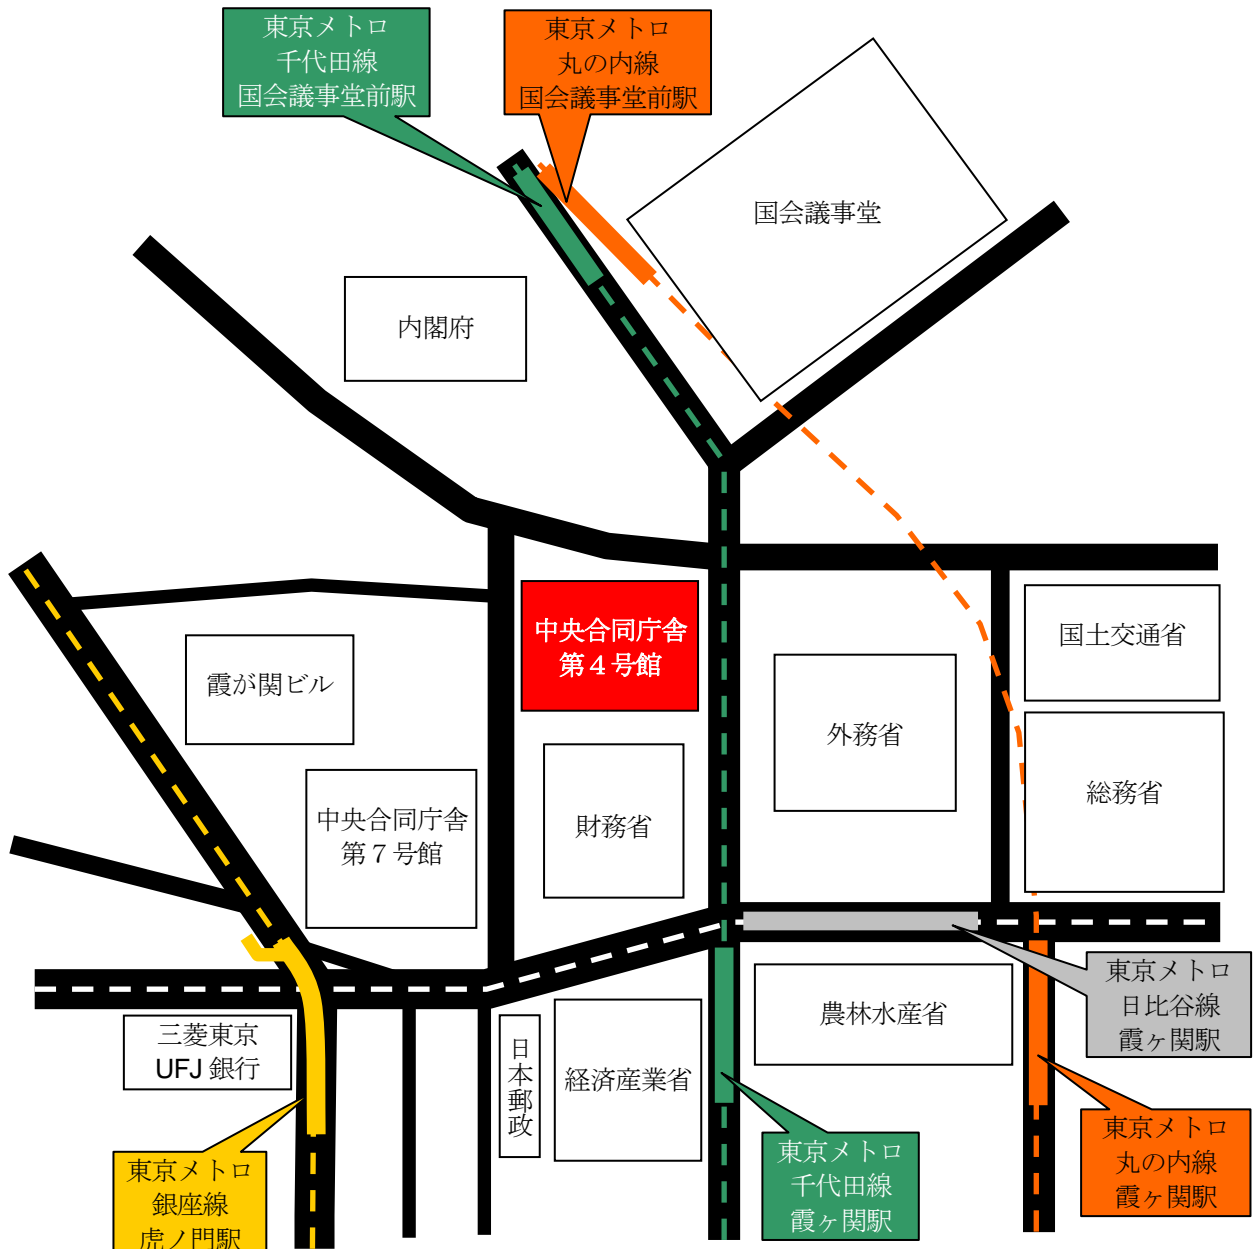 東京メトロ
千代田線
国会議事堂前駅
東京メトロ
丸の内線
国会議事堂前駅
国会議事堂
内閣府
中央合同庁舎
第４号館
国土交通省
霞が関ビル
外務省
総務省
中央合同庁舎
第７号館
財務省
東京メトロ
日比谷線
霞ヶ関駅
農林水産省
三菱東京
UFJ 銀行
日本郵政
経済産業省
東京メトロ
丸の内線
霞ヶ関駅
東京メトロ
千代田線
霞ヶ関駅
東京メトロ
銀座線
虎ノ門駅